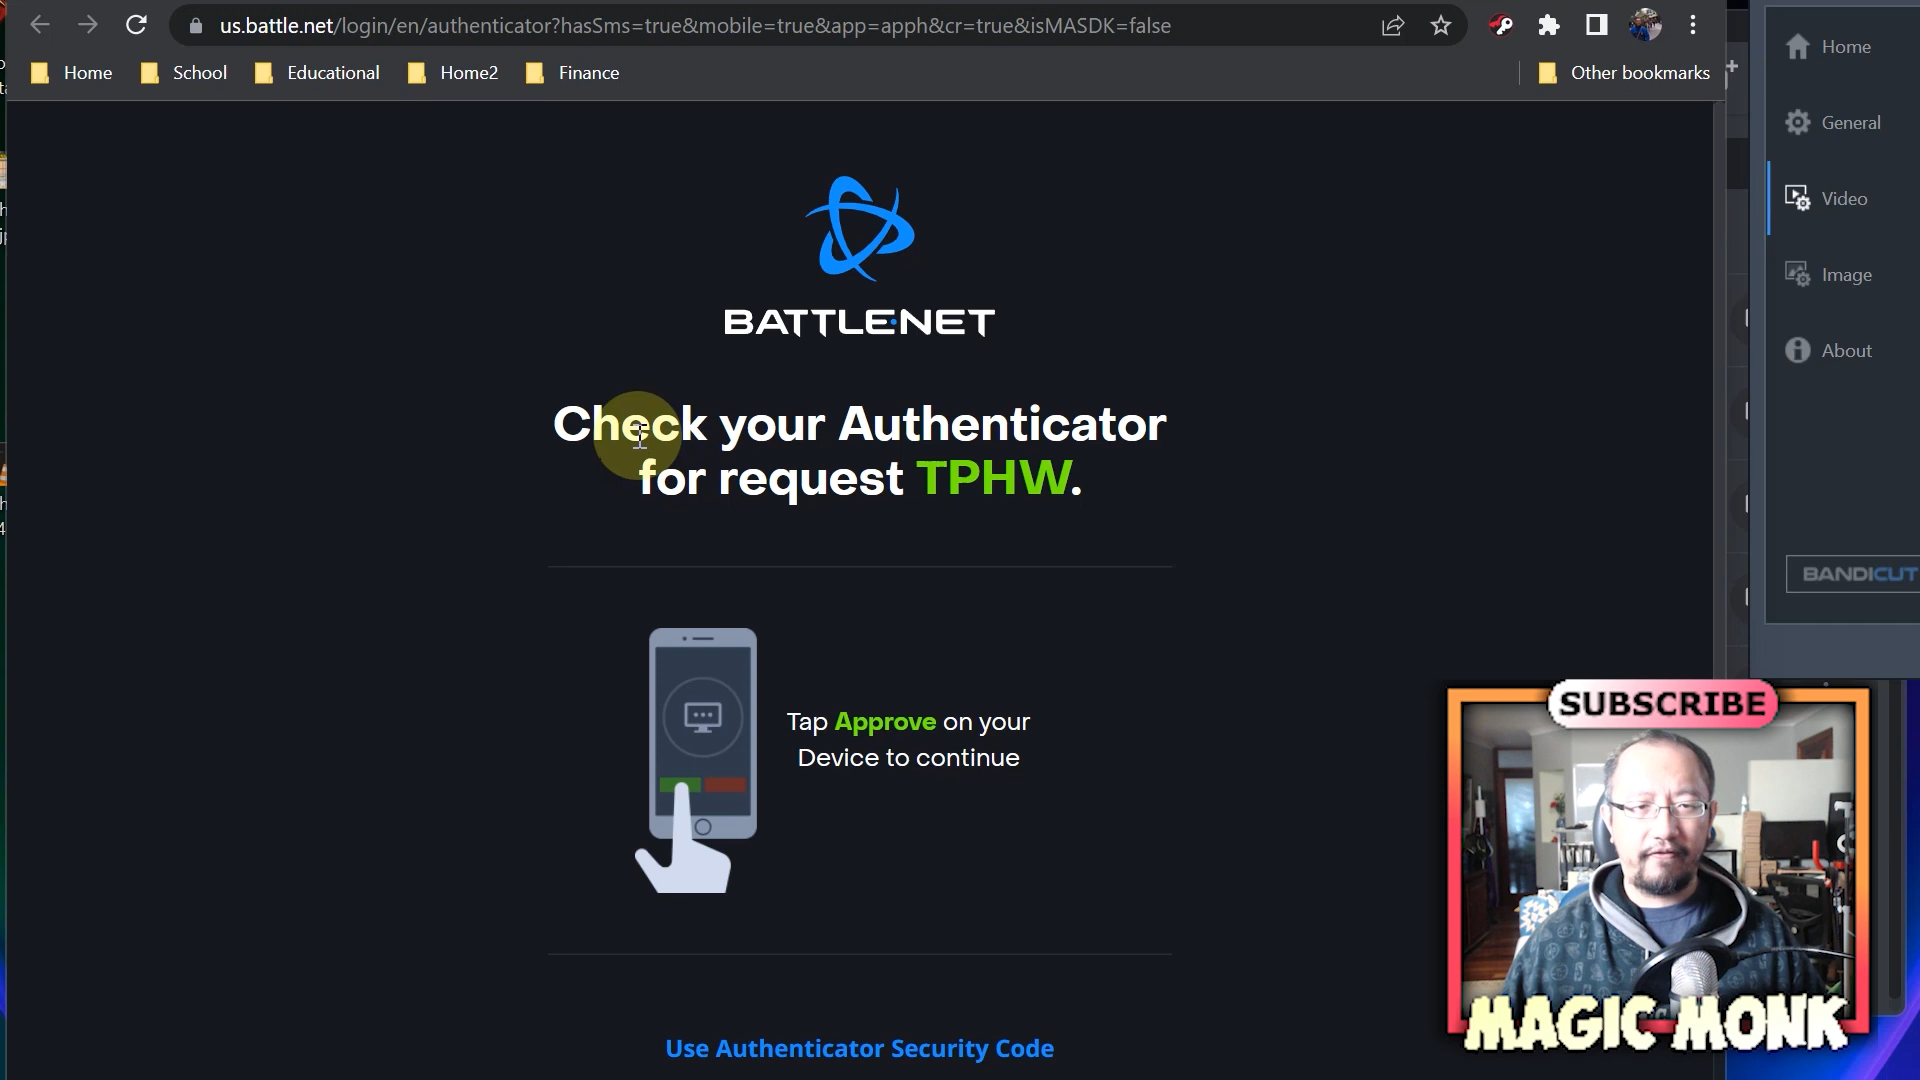 us.battle.net/login/en/authenticator?hasSms=true&mobile=true&app=apph&cr=true&isMASDK=false
Home School Educational Home2 Finance Other bookmarks
BATTLE.NET
Check your Authenticator
for request TPHW.
Tap Approve on your
Device to continue
Use Authenticator Security Code
Home
General
Video
Image
About
BANDICUT
SUBSCRIBE
MAGIC MONK